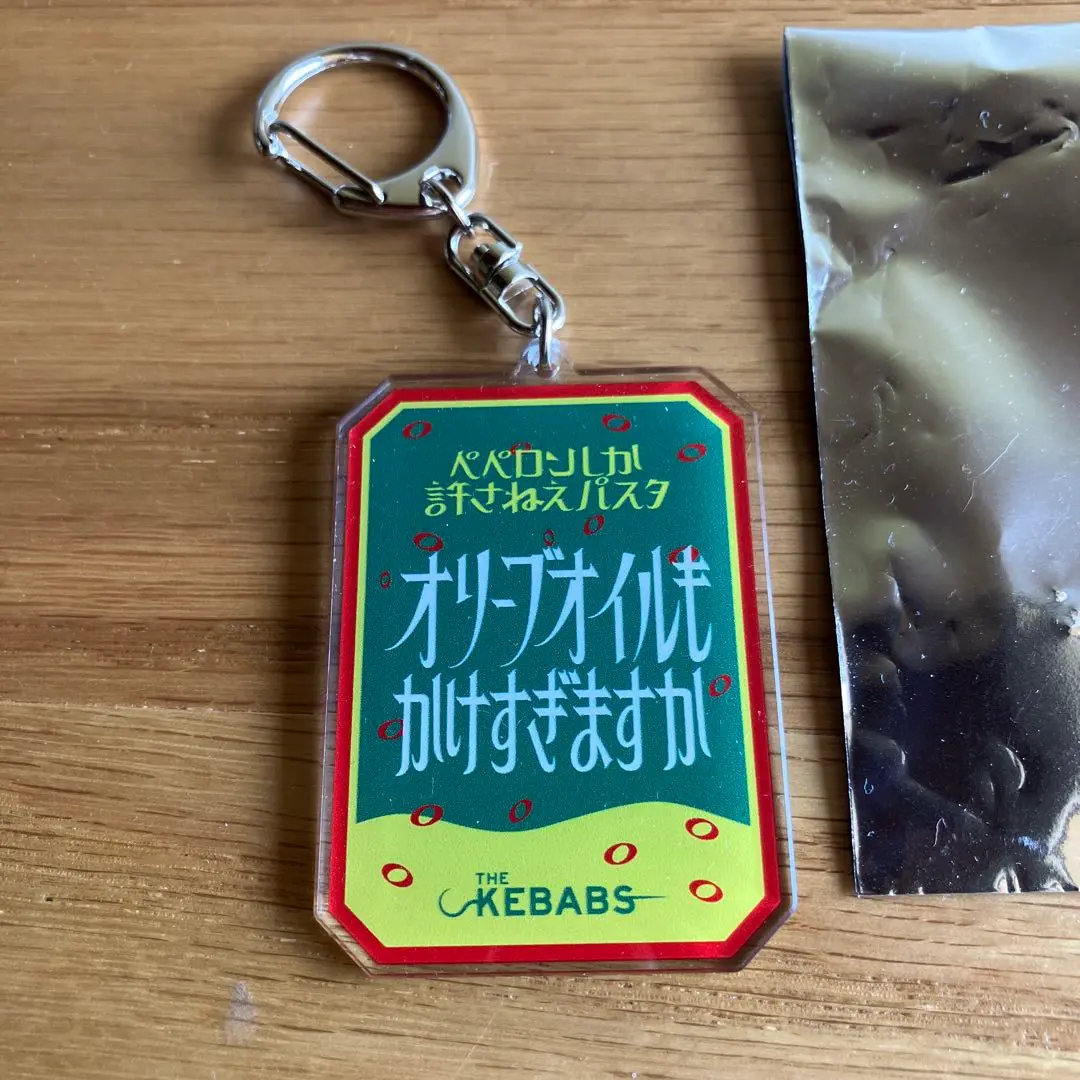 ペペロンしか
許さねえパスタ
オリーブオイルも
かけすぎますか
THE
KEBABS